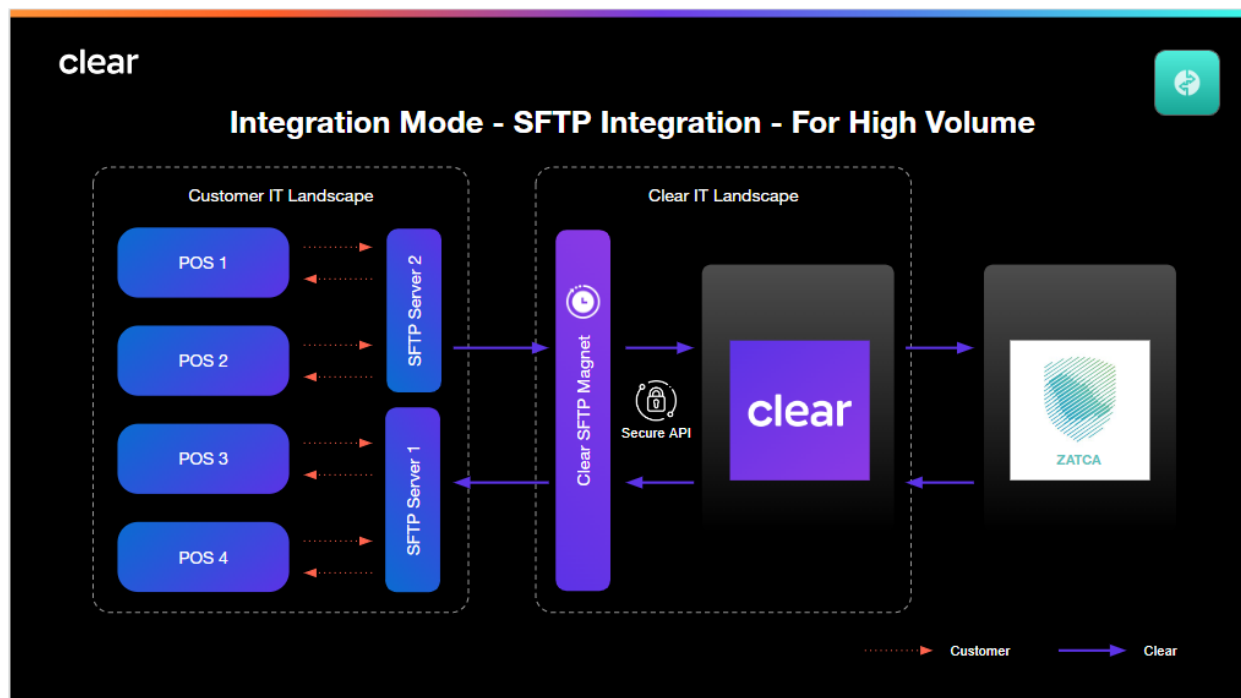 clear
Integration Mode - SFTP Integration - For High Volume
Customer IT Landscape
POS 1
POS 2
POS 3
POS 4
SFTP Server 2
SFTP Server 1
Clear IT Landscape
Clear SFTP Magnet
Secure API
clear
ZATCA
Customer
Clear